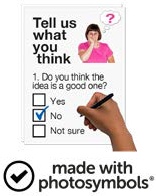 Tell us
what
you
think
?
1. Do you think the
idea is a good one?
Yes
No
Not sure
made with
photosymbols®